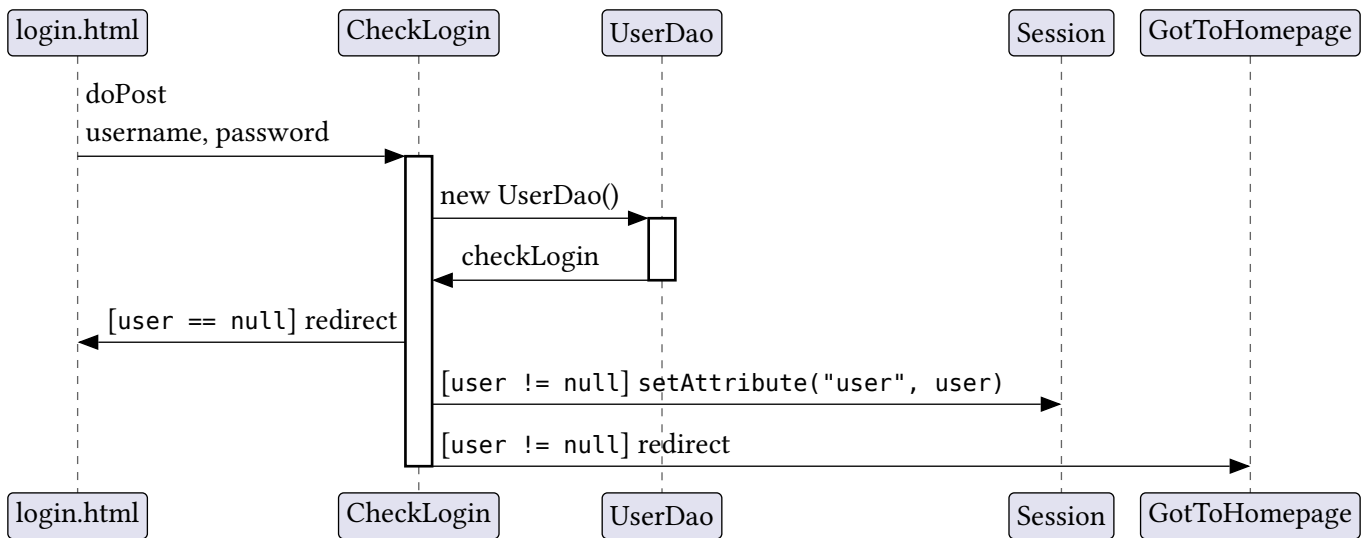 login.html
CheckLogin
UserDao
Session
GotToHomepage
doPost
username, password
new UserDao()
checkLogin
[user == null] redirect
[user != null] setAttribute("user", user)
[user != null] redirect
login.html
CheckLogin
UserDao
Session
GotToHomepage